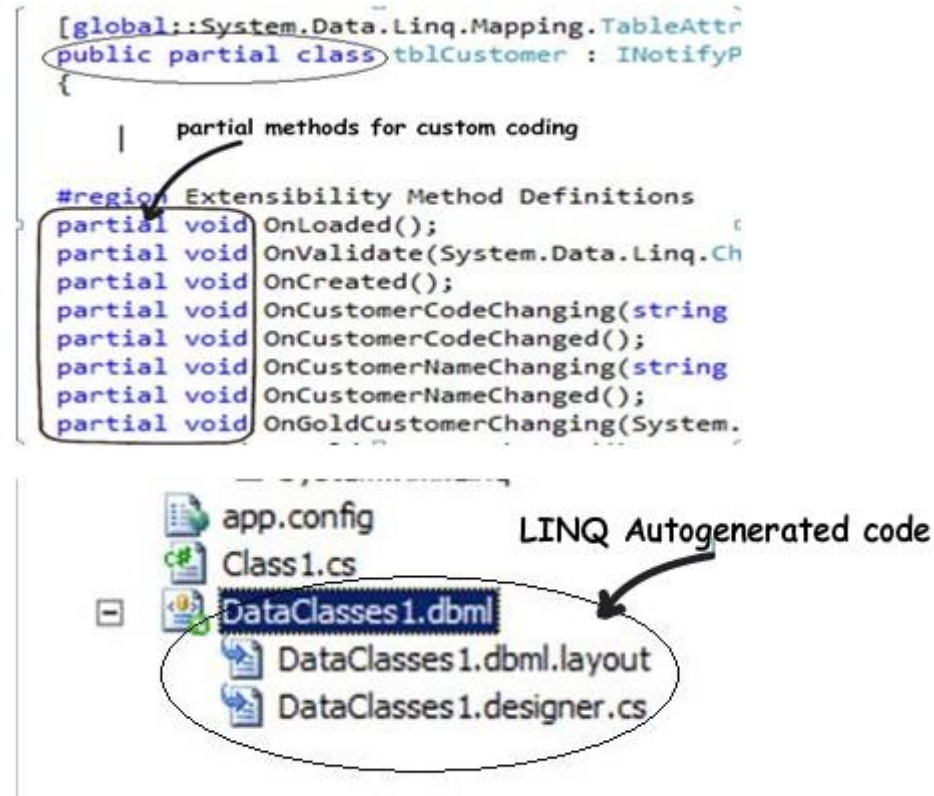 [global::System.Data.Linq.Mapping.TableAttr
public partial class tblCustomer : INotifyP
{
partial methods for custom coding
#region Extensibility Method Definitions
partial void OnLoaded();
partial void OnValidate(System.Data.Linq.Ch
partial void OnCreated();
partial void OnCustomerCodeChanging(string
partial void OnCustomerCodeChanged();
partial void OnCustomerNameChanging(string
partial void OnCustomerNameChanged();
partial void OnGoldCustomerChanging(System.
app.config
LINQ Autogenerated code
Class1.cs
DataClasses1.dbml
DataClasses1.dbml.layout
DataClasses1.designer.cs